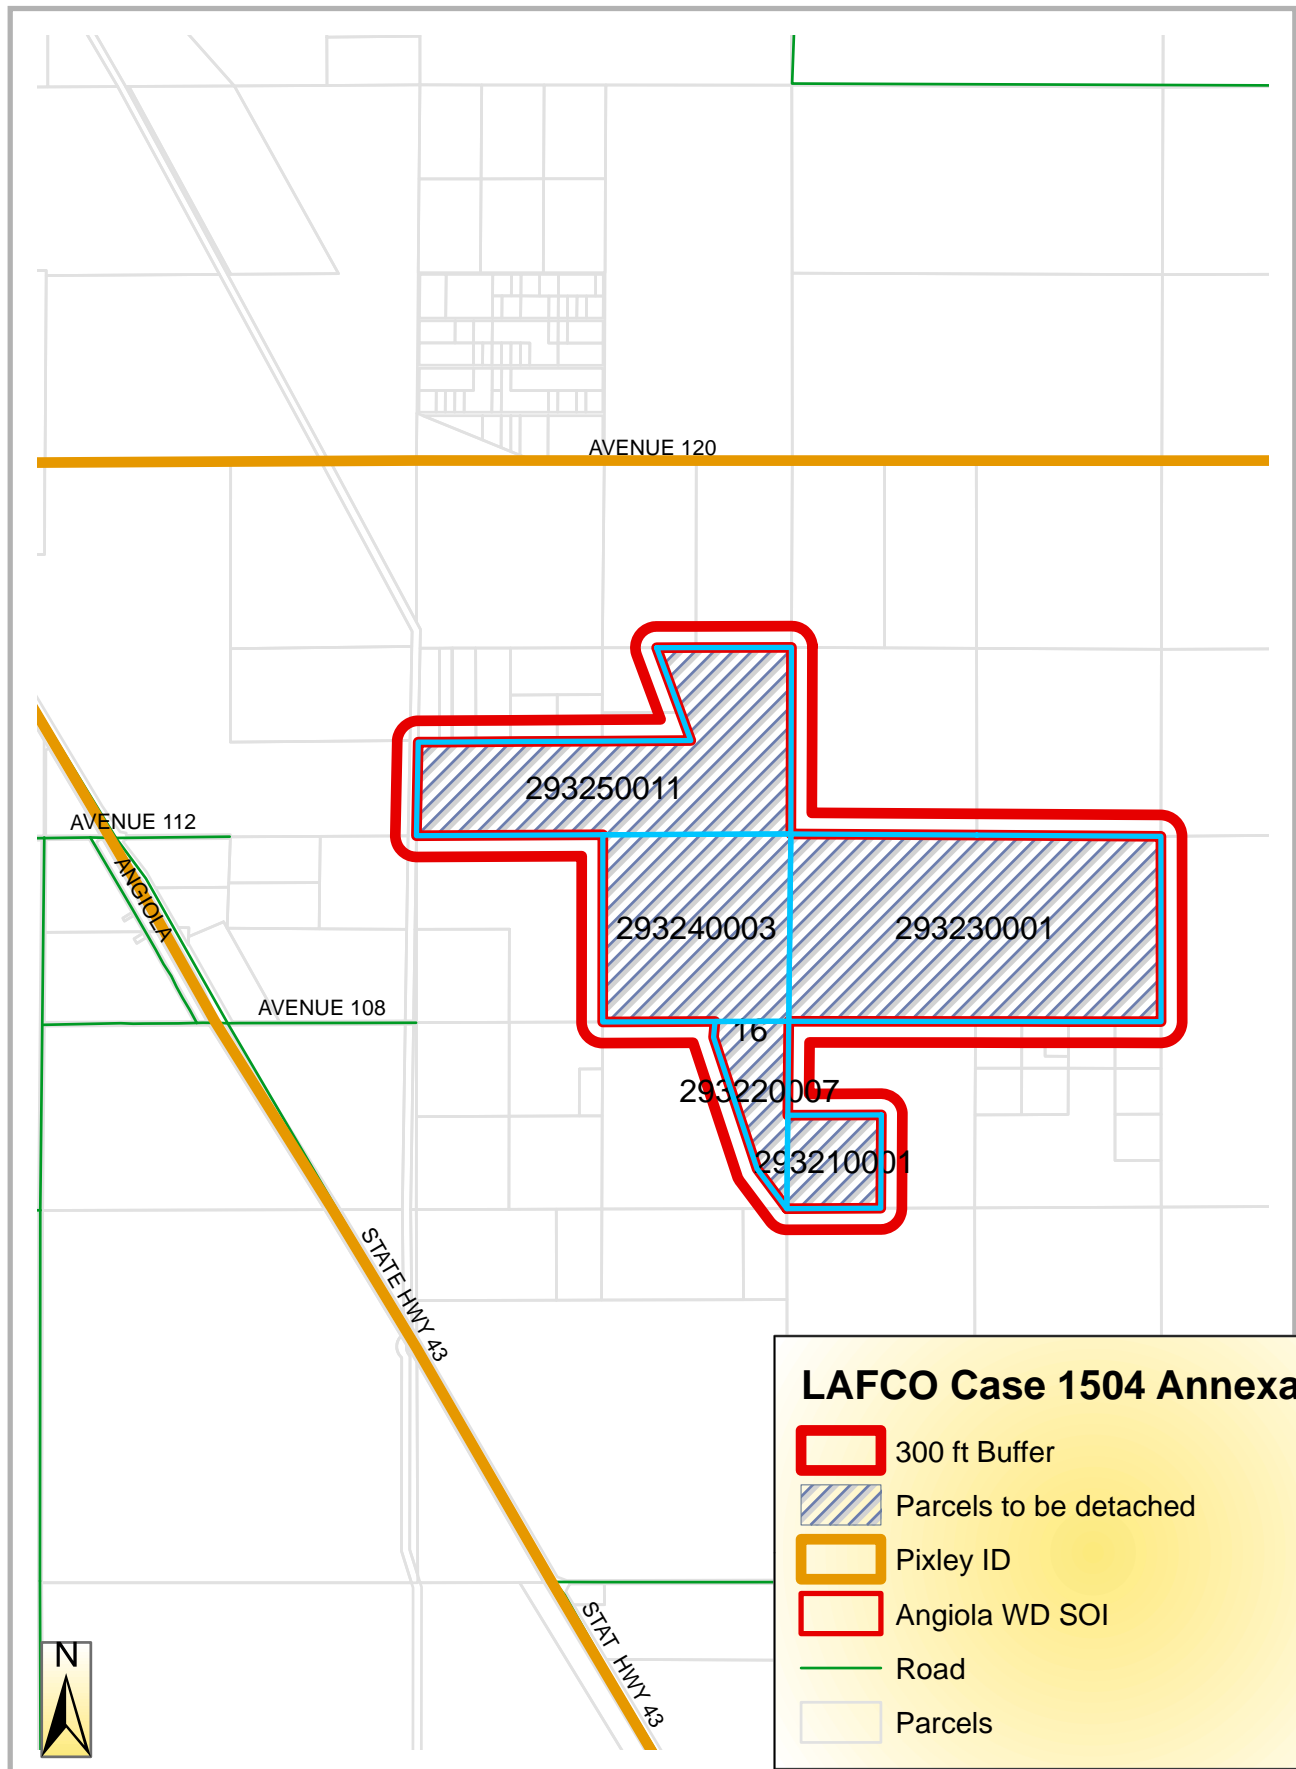 AVENUE 120
293250011
AVENUE 112
ANGIOLA
293240003
293230001
AVENUE 108
16
293220007
293210001
STATE HWY 43
LAFCO Case 1504 Annexa
300 ft Buffer
Parcels to be detached
Pixley ID
Angiola WD SOI
Road
Parcels
STAT HWY 43
N